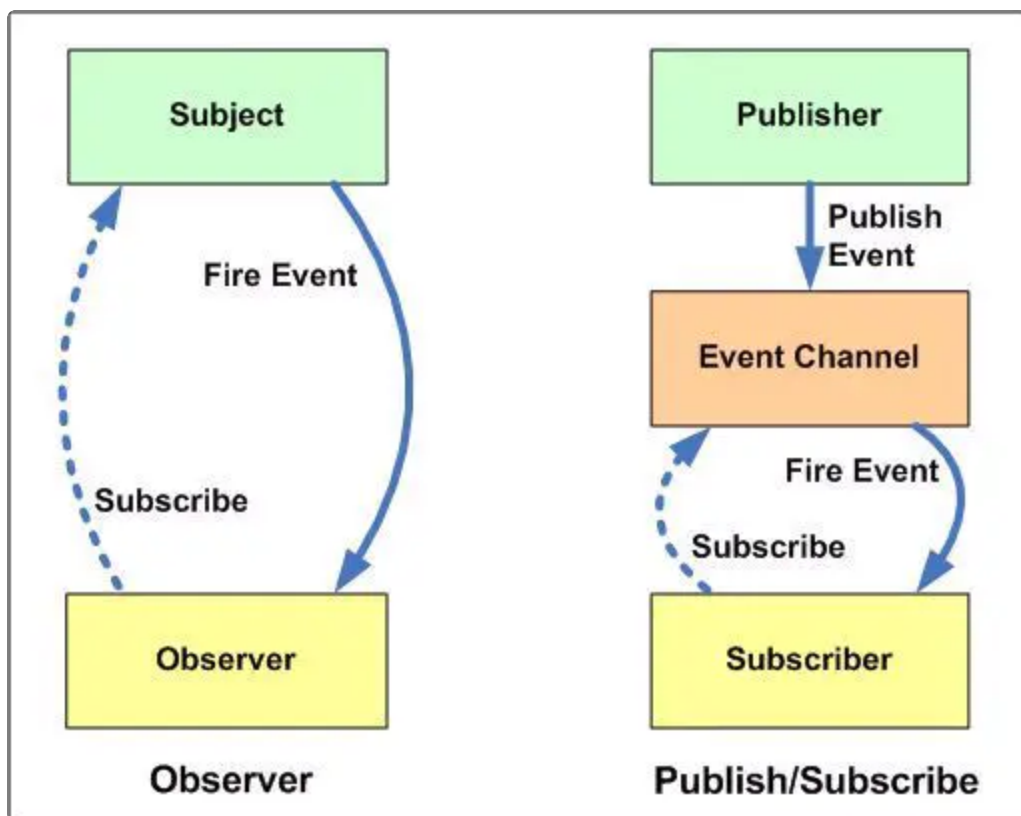 Subject
Fire Event
Subscribe
Observer
Observer
Publisher
Publish
Event
Event Channel
Fire Event
Subscribe
Subscriber
Publish/Subscribe